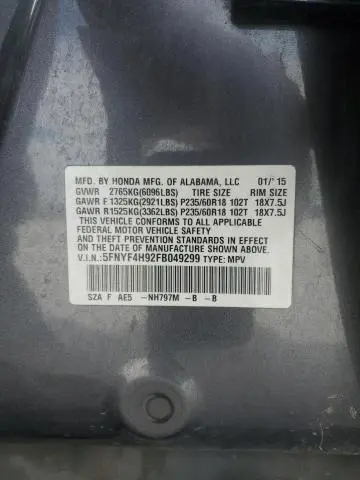 MFD. BY HONDA MFG. OF ALABAMA, LLC 01/15
GVWR 2765KG(6096LBS) TIRE SIZE RIM SIZE
GAWR F 1325KG(2921LBS) P235/60R18 102T 18X7.5J
GAWR R1525KG(3362LBS) P235/60R18 102T 18X7.5J
THIS VEHICLE CONFORMS TO ALL APPLICABLE
FEDERAL MOTOR VEHICLE SAFETY
AND THEFT PREVENTION STANDARDS IN EFFECT
ON THE DATE OF MANUFACTURE SHOWN ABOVE.
V.I.N.:5FNYF4H92FB049299 TYPE: MPV
SZA F AE5 -NH797M -B -B